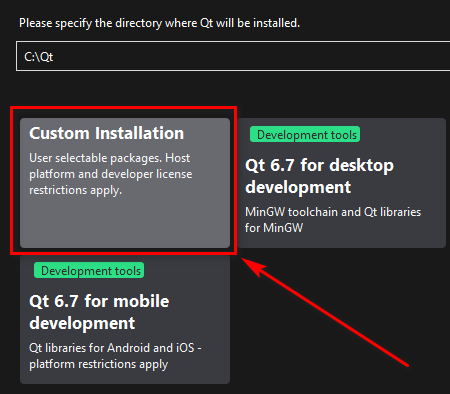 Please specify the directory where Qt will be installed.
C:\Qt
Custom Installation
User selectable packages. Host
platform and developer license
restrictions apply.
Development tools
Qt 6.7 for desktop
development
MinGW toolchain and Qt libraries
for MinGW
Development tools
Qt 6.7 for mobile
development
Qt libraries for Android and iOS -
platform restrictions apply